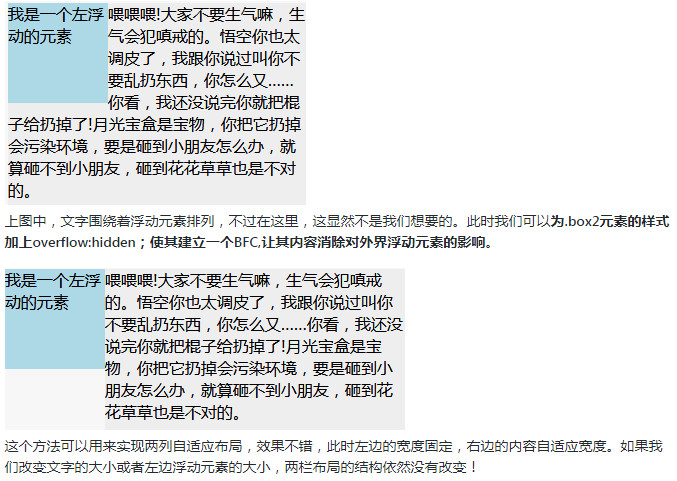 我是一个左浮
动的元素
喂喂喂!大家不要生气嘛，生
气会犯嗔戒的。悟空你也太
调皮了，我跟你说过叫你不
要乱扔东西，你怎么又……
你看，我还没说完你就把棍
子给扔掉了!月光宝盒是宝物，你把它扔掉
会污染环境，要是砸到小朋友怎么办，就
算砸不到小朋友，砸到花花草草也是不对
的。
上图中，文字围绕着浮动元素排列，不过在这里，这显然不是我们想要的。此时我们可以为.box2元素的样式
加上overflow:hidden；使其建立一个BFC,让其内容消除对外界浮动元素的影响。
我是一个左浮
动的元素
喂喂喂!大家不要生气嘛，生气会犯嗔戒
的。悟空你也太调皮了，我跟你说过叫你
不要乱扔东西，你怎么又……你看，我还没
说完你就把棍子给扔掉了!月光宝盒是宝
物，你把它扔掉会污染环境，要是砸到小
朋友怎么办，就算砸不到小朋友，砸到花
花草草也是不对的。
这个方法可以用来实现两列自适应布局，效果不错，此时左边的宽度固定，右边的内容自适应宽度。如果我
们改变文字的大小或者左边浮动元素的大小，两栏布局的结构依然没有改变！